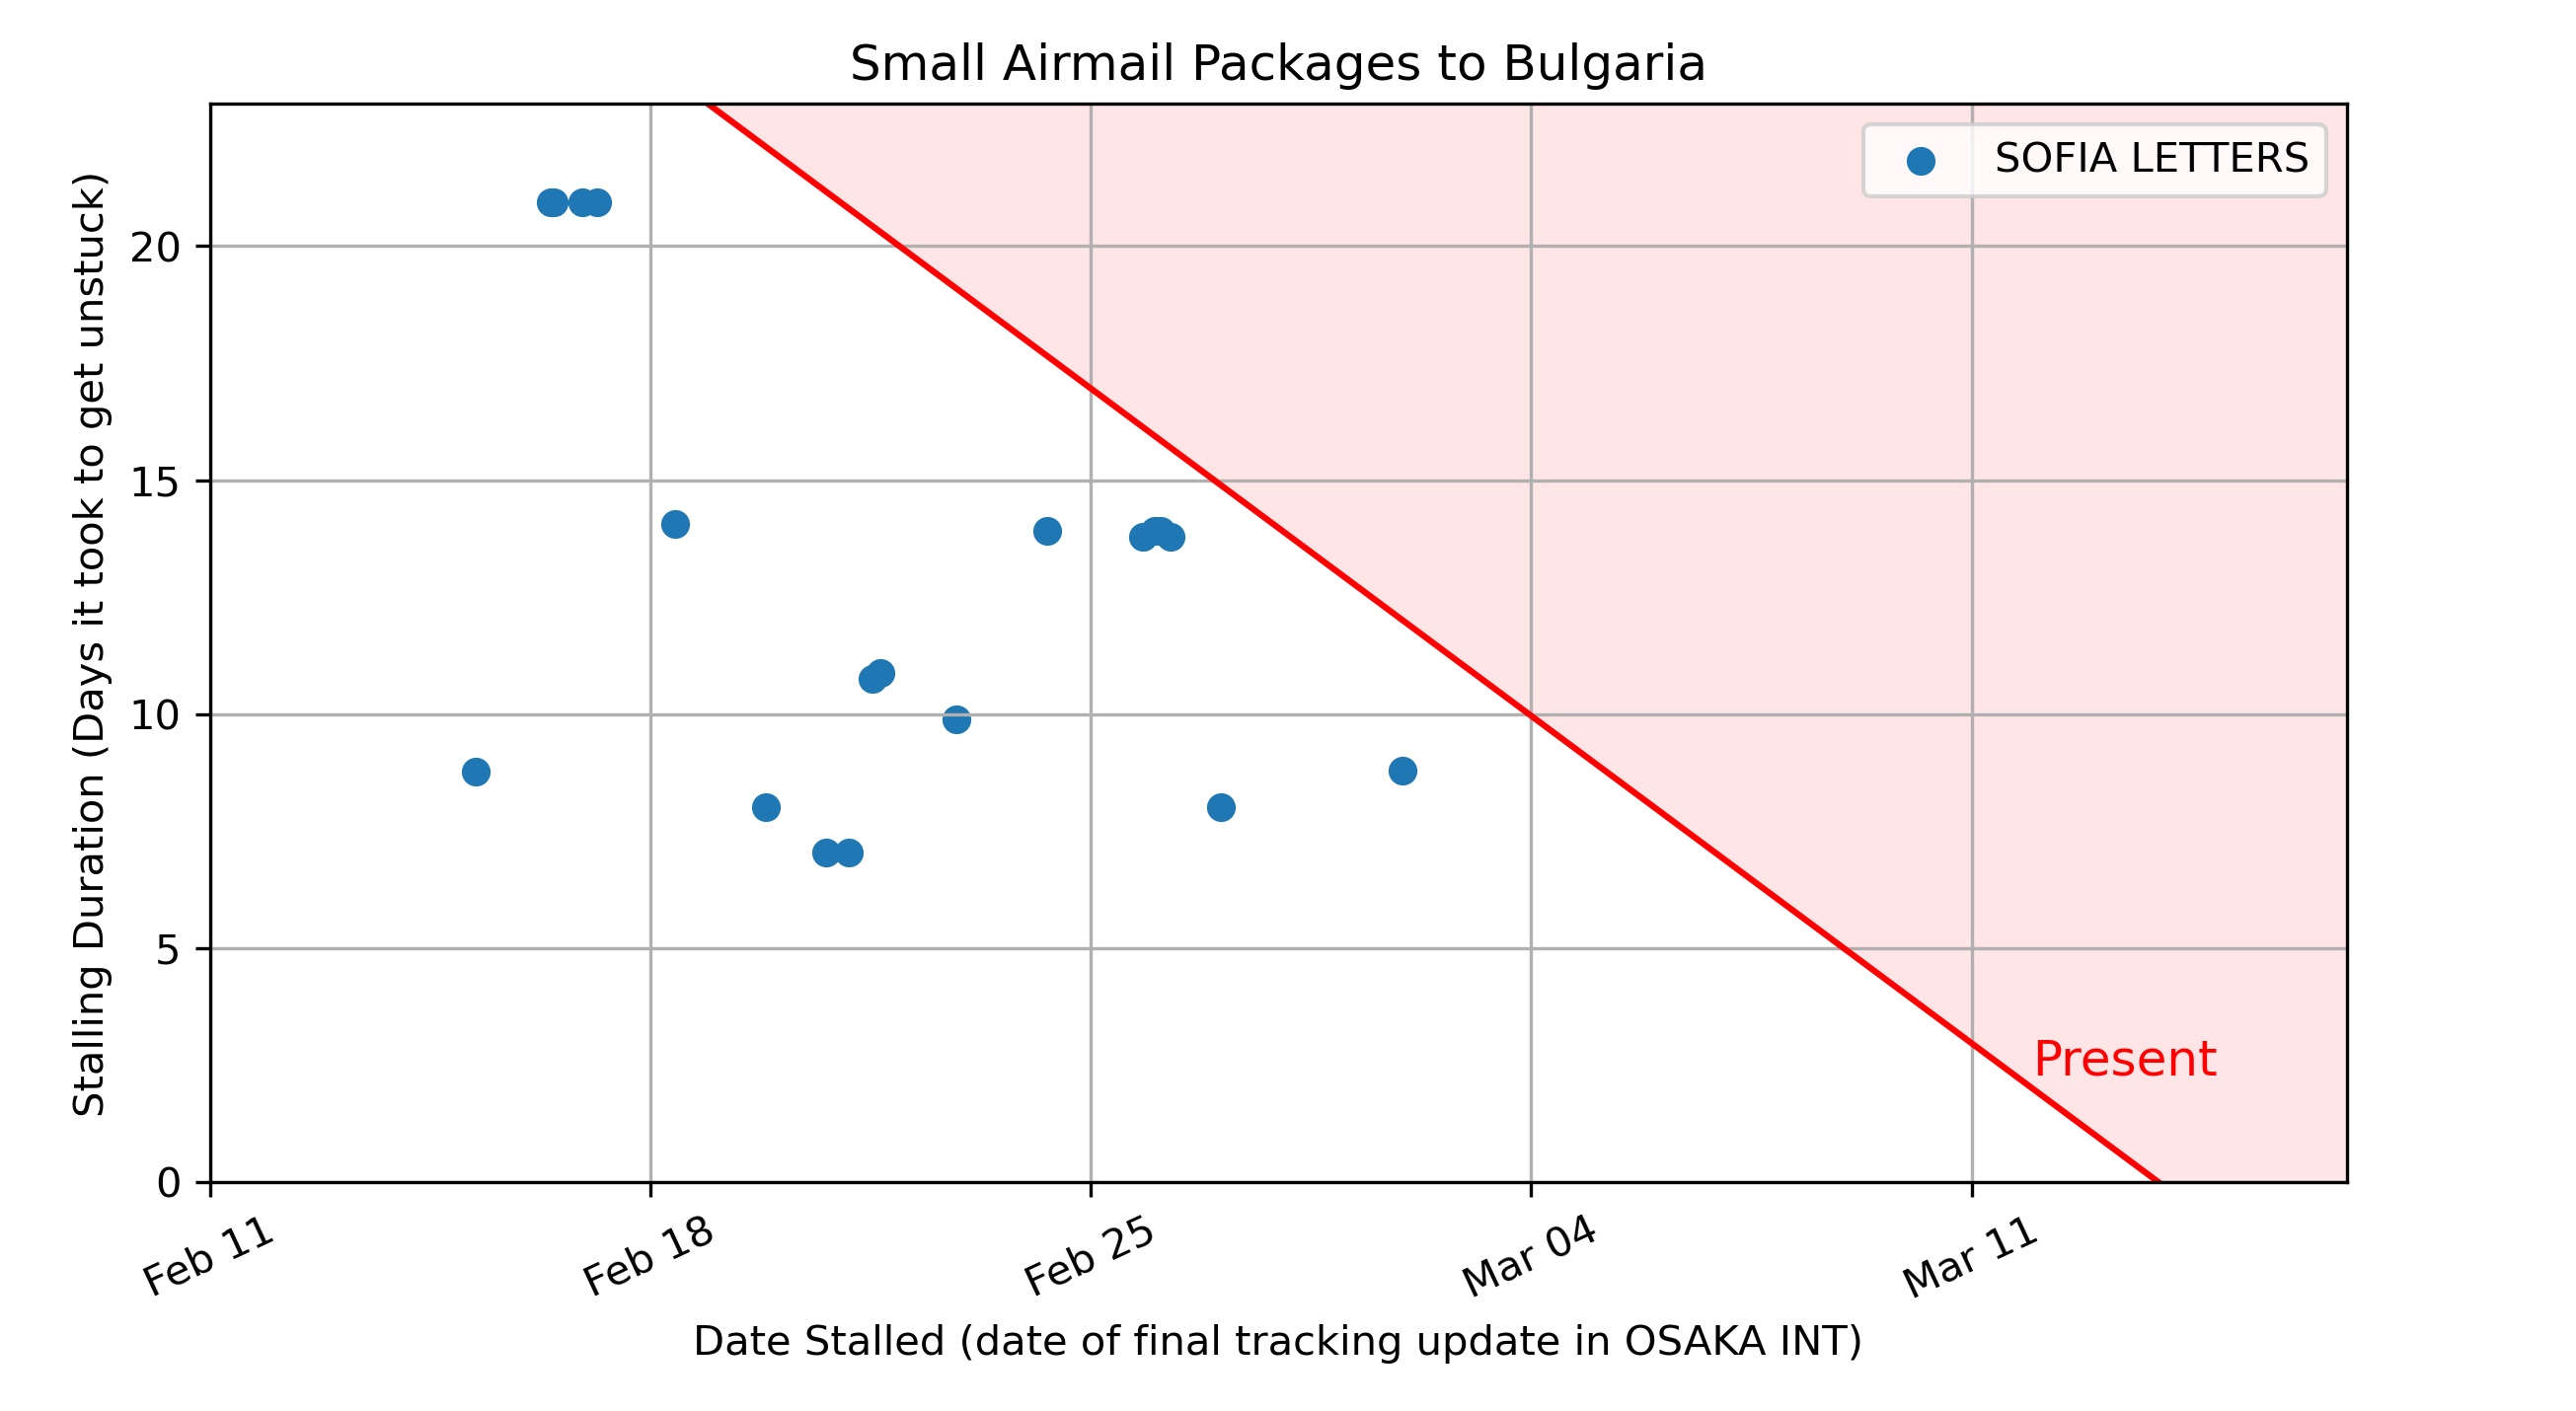 Small Airmail Packages to Bulgaria
SOFIA LETTERS
Stalling Duration (Days it took to get unstuck)
20
15
10
5
0
Present
Feb 11
Feb 18
Feb 25
Mar 04
Mar 11
Date Stalled (date of final tracking update in OSAKA INT)